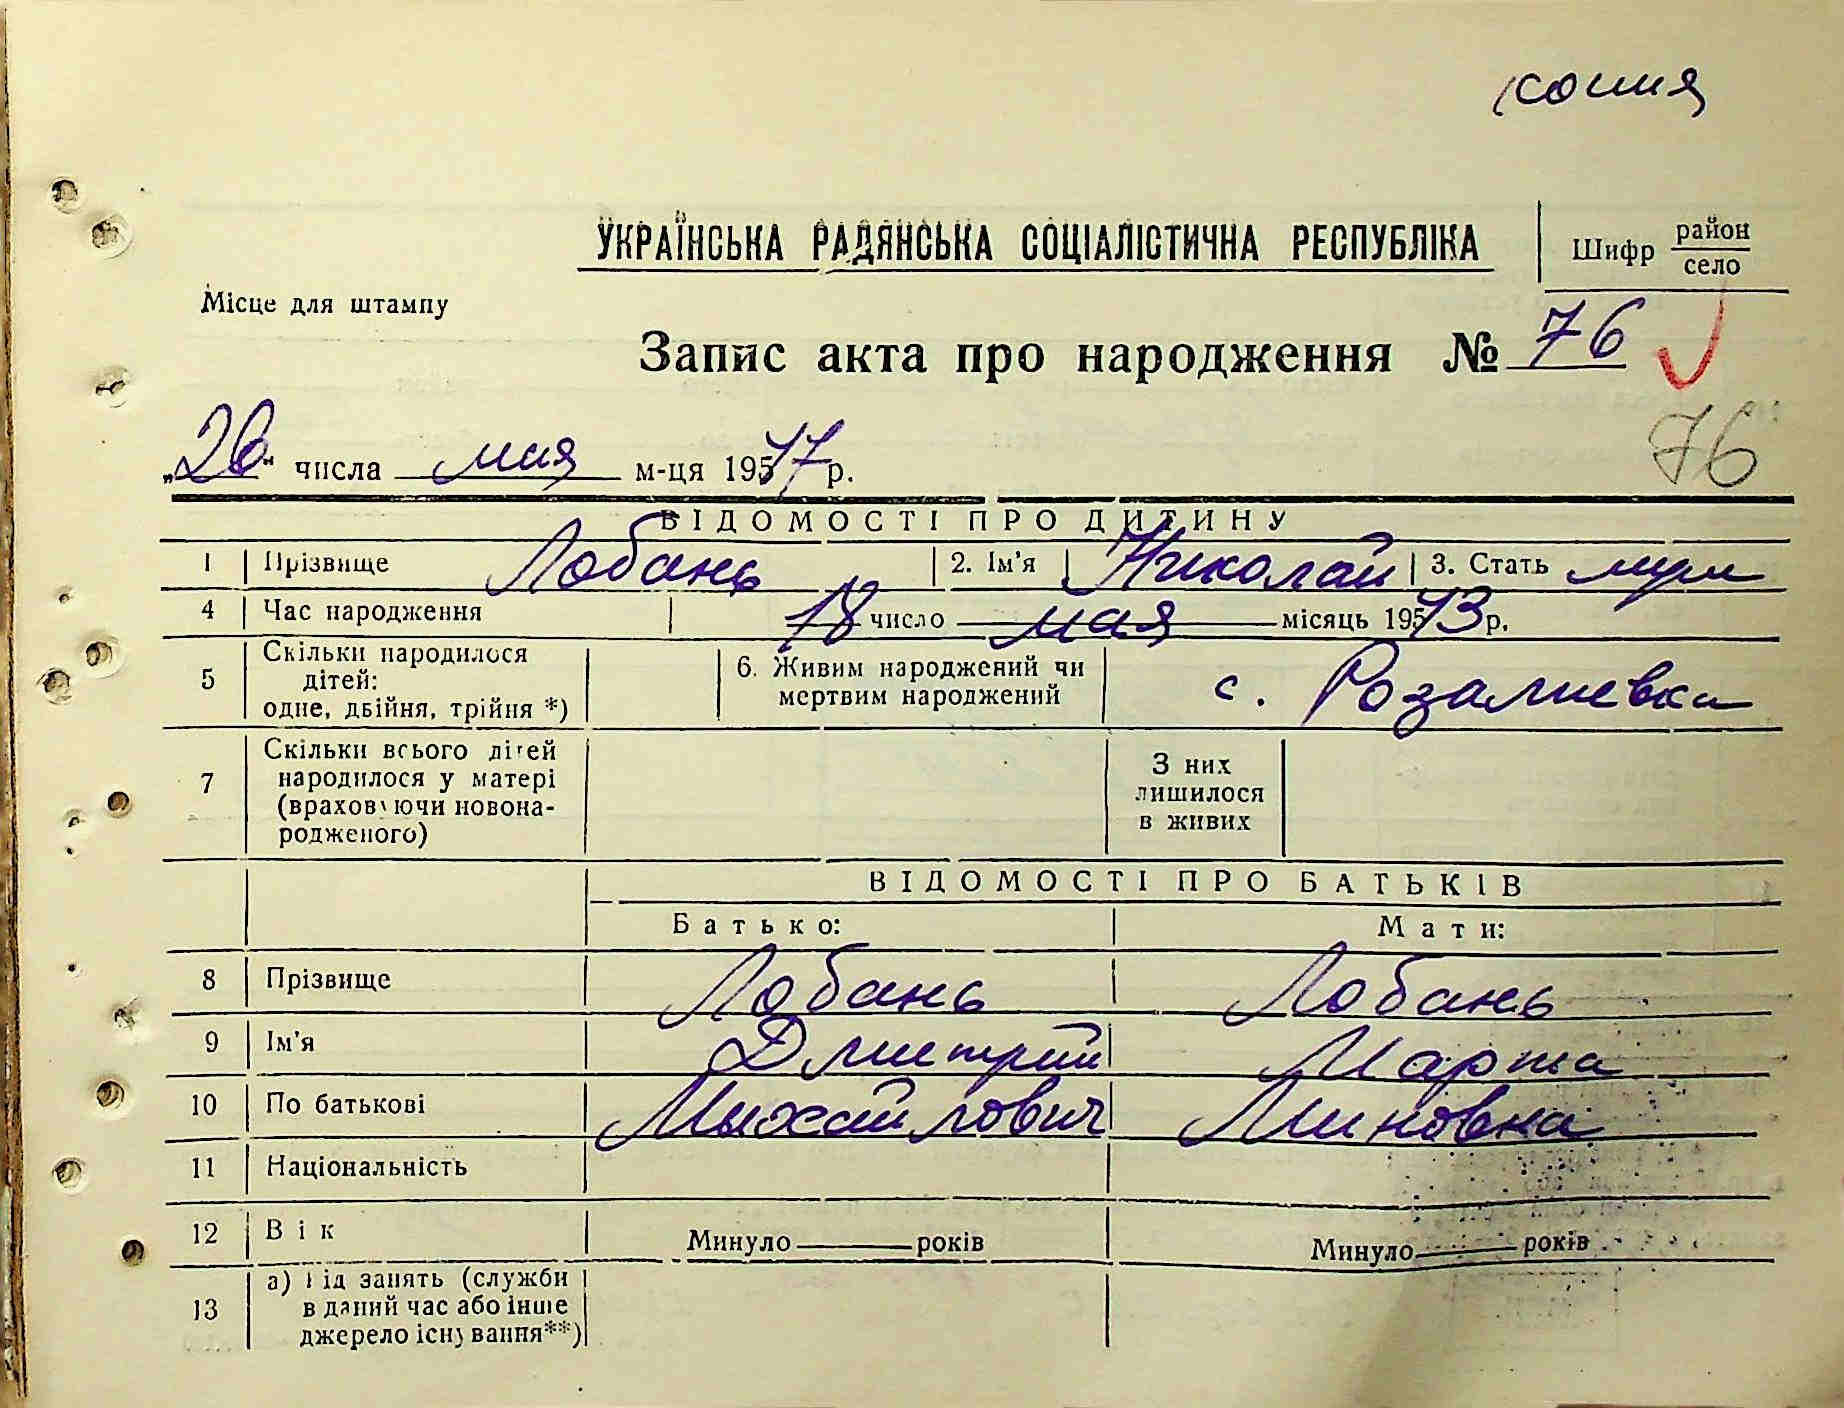 копия
УКРАЇНСЬКА РАДЯНСЬКА СОЦІАЛІСТИЧНА РЕСПУБЛІКА
Шифр район
село
Місце для штампу
Запис акта про народження № 76
76
„26“ числа мая м-ця 1947 р.
ВІДОМОСТІ ПРО ДИТИНУ
1 Прізвище Лобань 2. Ім'я Николай 3. Стать муж
4 Час народження 18 число мая місяць 1943 р.
5 Скільки народилося
дітей:
одне, двійня, трійня *)
6. Живим народжений чи
мертвим народжений
с. Розалиевка
7 Скільки всього дітей
народилося у матері
(враховуючи новона-
родженого)
З них
лишилося
в живих
ВІДОМОСТІ ПРО БАТЬКІВ
Батько: Мати:
8 Прізвище Лобань Лобань
9 Ім'я Дмитрий Марта
10 По батькові Михайлович Миновна
11 Національність
12 Вік Минуло років Минуло років
13 а) Рід занять (служби
в даний час або інше
джерело існування**)